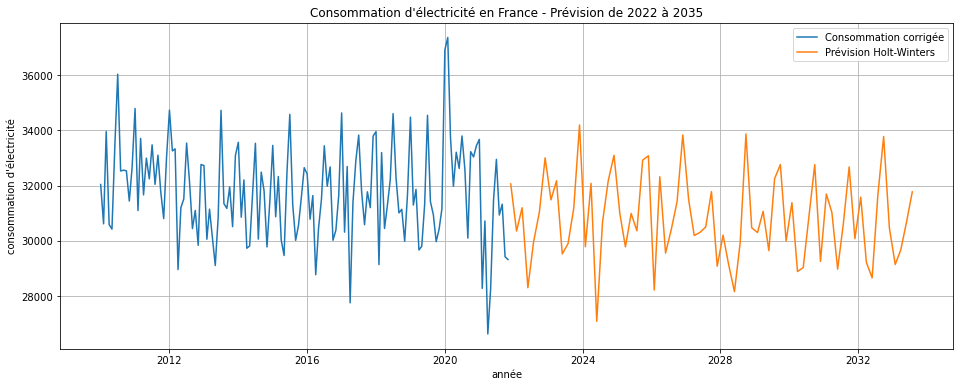 Consommation d'électricité en France - Prévision de 2022 à 2035
Consommation corrigée
Prévision Holt-Winters
consommation d'électricité
36000
34000
32000
30000
28000
2012
2016
2020
2024
2028
2032
année